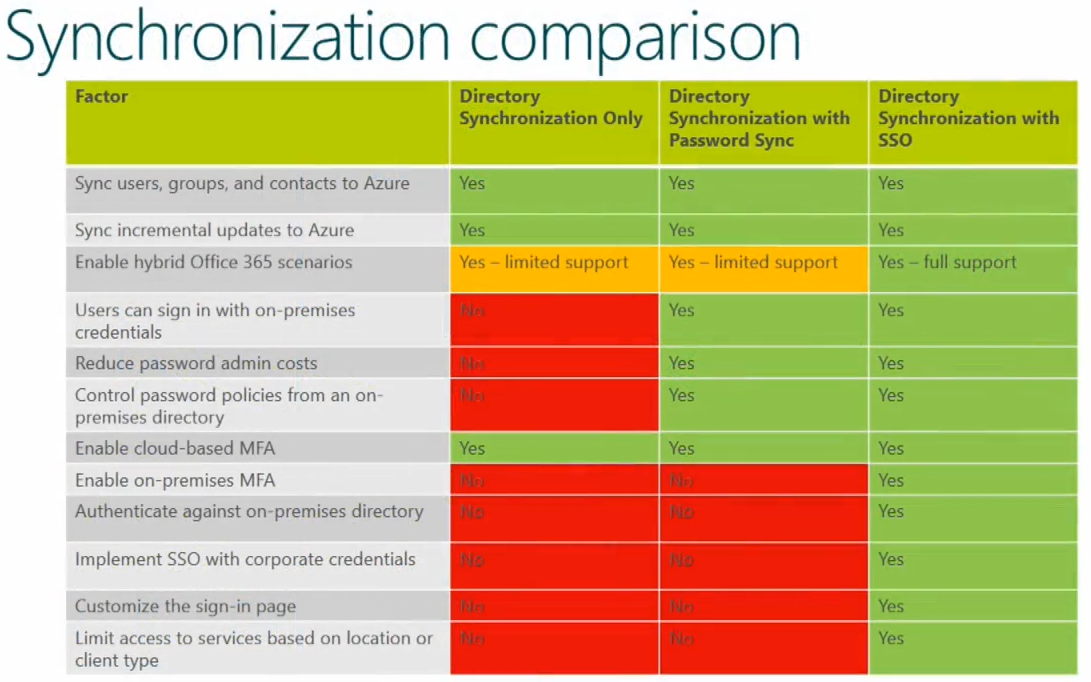 Synchronization comparison
Factor
Directory
Synchronization Only
Directory
Synchronization with
Password Sync
Directory
Synchronization with
SSO
Sync users, groups, and contacts to Azure
Yes
Yes
Yes
Sync incremental updates to Azure
Yes
Yes
Yes
Enable hybrid Office 365 scenarios
Yes – limited support
Yes – limited support
Yes – full support
Users can sign in with on-premises
credentials
No
Yes
Yes
Reduce password admin costs
No
Yes
Yes
Control password policies from an on-
premises directory
No
Yes
Yes
Enable cloud-based MFA
Yes
Yes
Yes
Enable on-premises MFA
No
No
Yes
Authenticate against on-premises directory
No
No
Yes
Implement SSO with corporate credentials
No
No
Yes
Customize the sign-in page
No
No
Yes
Limit access to services based on location or
client type
No
No
Yes